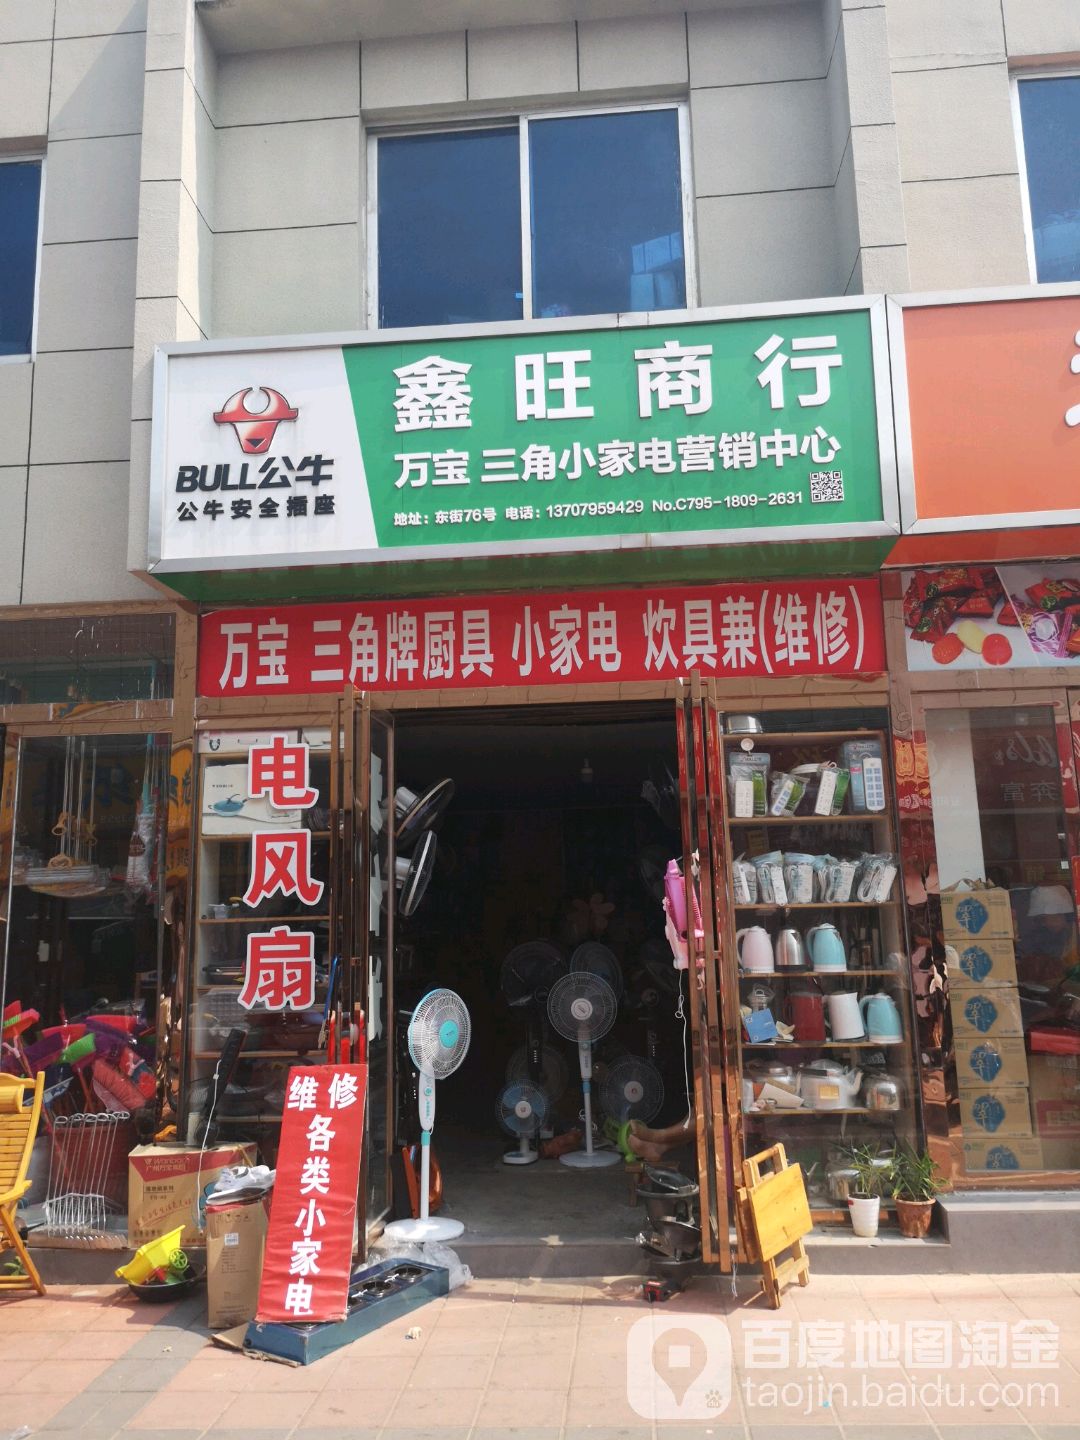 鑫旺商行
BULL公牛
万宝 三角小家电营销中心
公牛安全插座
地址：东街76号 电话：13707959429 No.C795-1809-2631
万宝 三角牌厨具 小家电 炊具兼(维修)
电风扇
奔富
维修各类小家电
Wanbao
百度地图淘金
taojin.baidu.com